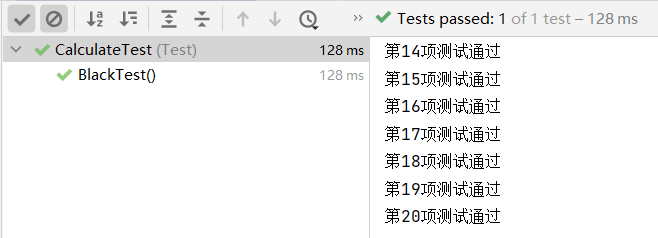 Tests passed: 1 of 1 test – 128 ms
CalculateTest (Test) 128 ms
BlackTest() 128 ms
第14项测试通过
第15项测试通过
第16项测试通过
第17项测试通过
第18项测试通过
第19项测试通过
第20项测试通过